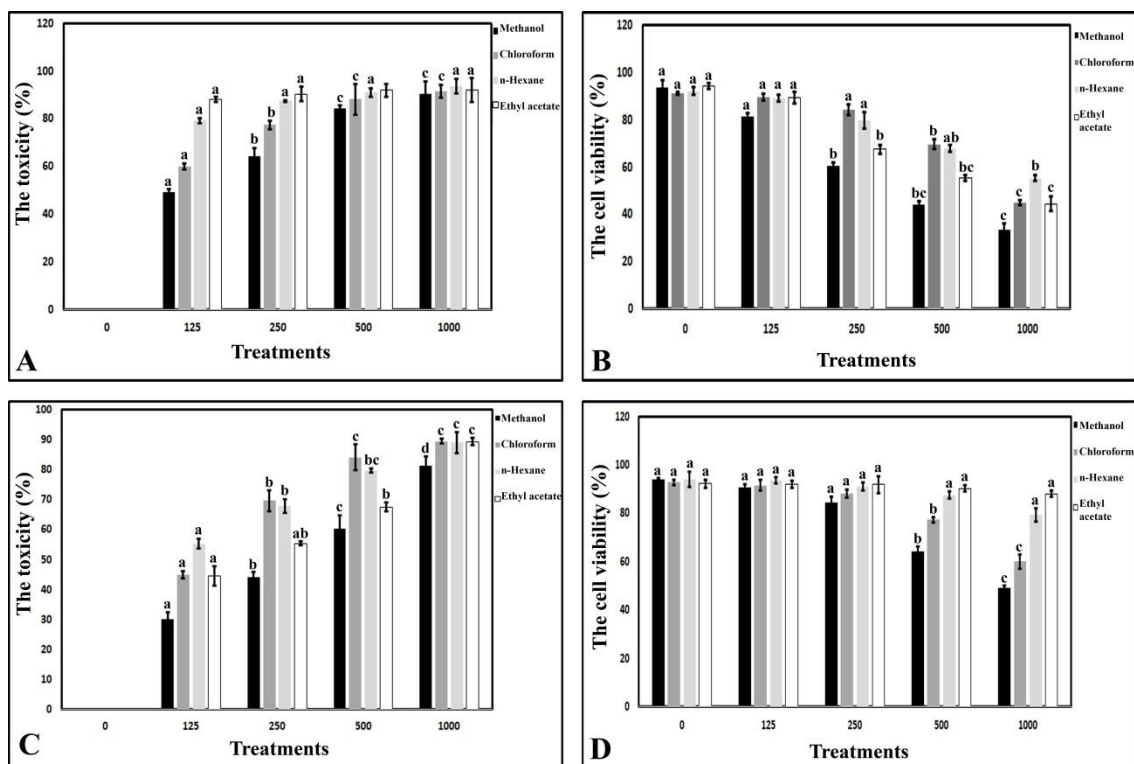 120
100
80
60
40
20
0
The toxicity (%)
a a a a
b b a a
c c a a
c c a a
0 125 250 500 1000
Treatments
A
Methanol
Chloroform
n-Hexane
Ethyl acetate
120
100
80
60
40
20
0
The cell viability (%)
a a a a
a a a a
b a a b
bc b ab bc
c c b c
0 125 250 500 1000
Treatments
B
Methanol
Chloroform
n-Hexane
Ethyl
acetate
100
90
80
70
60
50
40
30
20
10
0
The toxicity (%)
a a a a
b b b ab
c c bc b
d c c c
0 125 250 500 1000
Treatments
C
Methanol
Chloroform
n-Hexane
Ethyl acetate
120
100
80
60
40
20
0
The cell viability (%)
a a a a
a a a a
a a a a
b b a a
c c a a
0 125 250 500 1000
Treatments
D
Methanol
Chloroform
n-Hexane
Ethyl
acetate